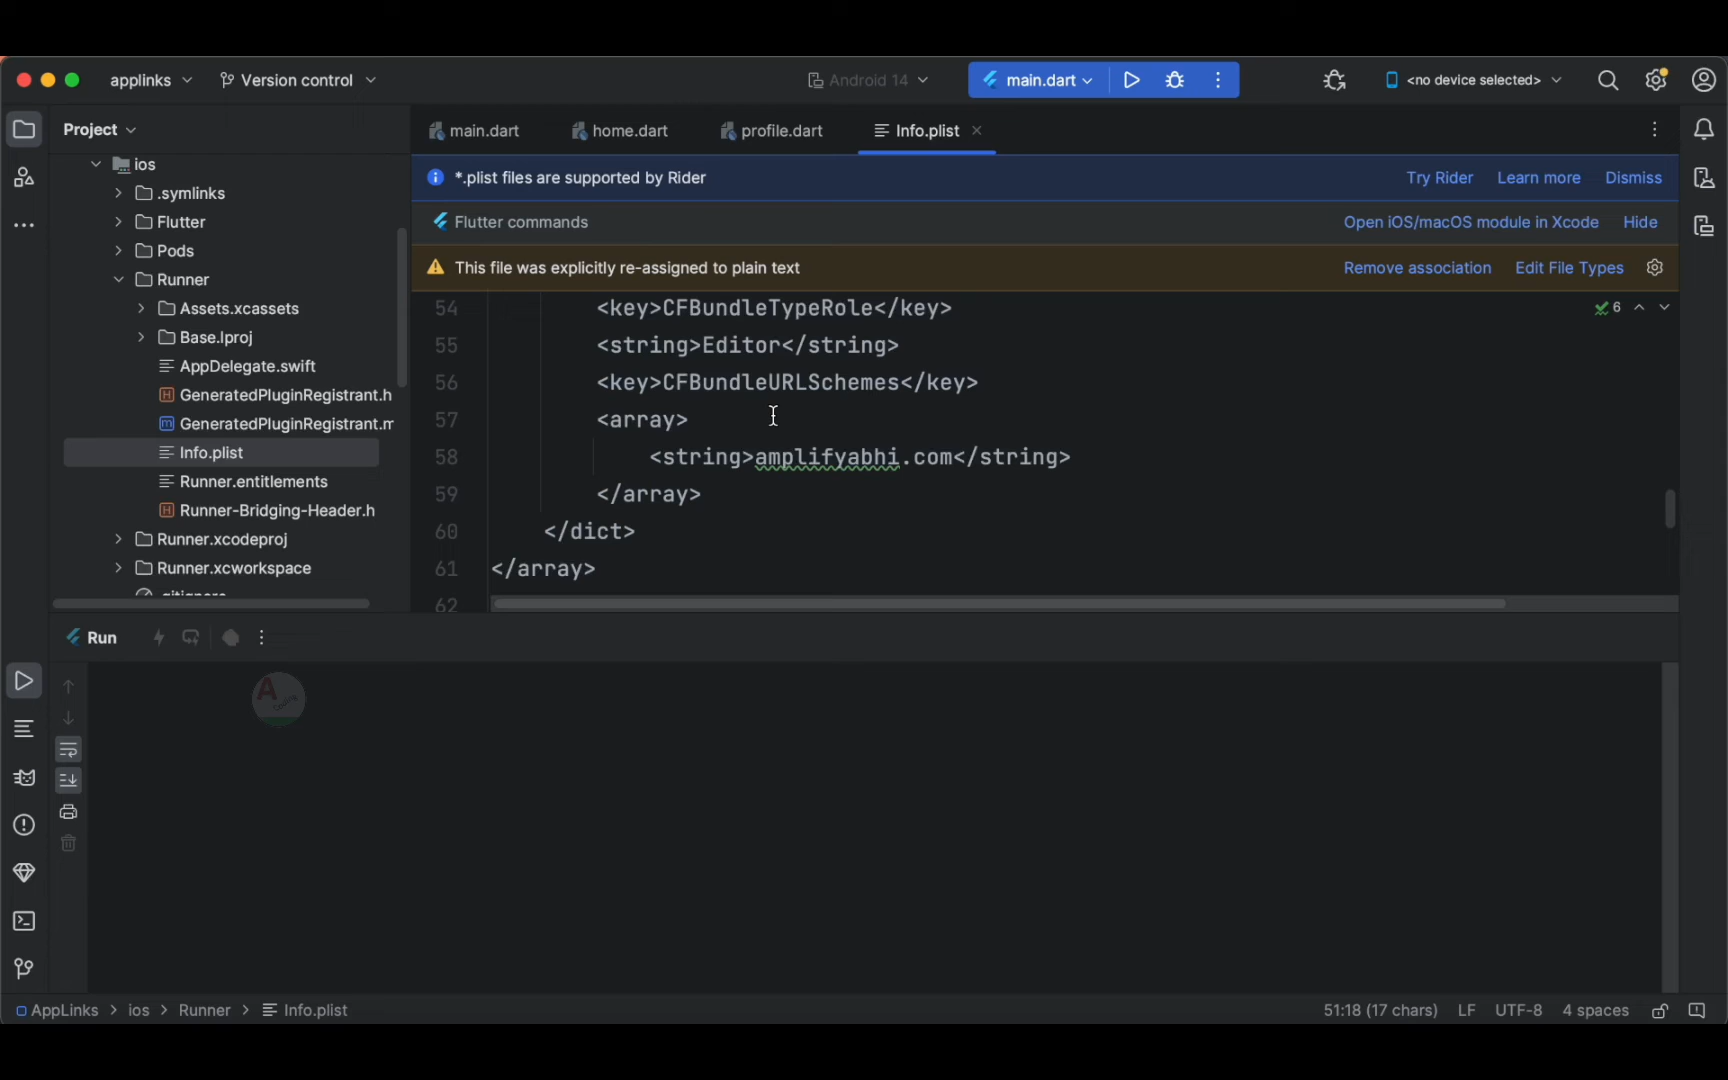 applinks
Version control
Android 14
main.dart
<no device selected>
Project
main.dart
home.dart
profile.dart
Info.plist
ios
.symlinks
Flutter
Pods
Runner
Assets.xcassets
Base.lproj
AppDelegate.swift
GeneratedPluginRegistrant.h
GeneratedPluginRegistrant.m
Info.plist
Runner.entitlements
Runner-Bridging-Header.h
Runner.xcodeproj
Runner.xcworkspace
.gitignore
*.plist files are supported by Rider
Try Rider
Learn more
Dismiss
Flutter commands
Open iOS/macOS module in Xcode
Hide
This file was explicitly re-assigned to plain text
Remove association
Edit File Types
54 <key>CFBundleTypeRole</key>
6
55 <string>Editor</string>
56 <key>CFBundleURLSchemes</key>
57 <array>
58 <string>amplifyabhi.com</string>
59 </array>
60 </dict>
61 </array>
62
Run
AppLinks > ios > Runner > Info.plist
51:18 (17 chars)
LF
UTF-8
4 spaces